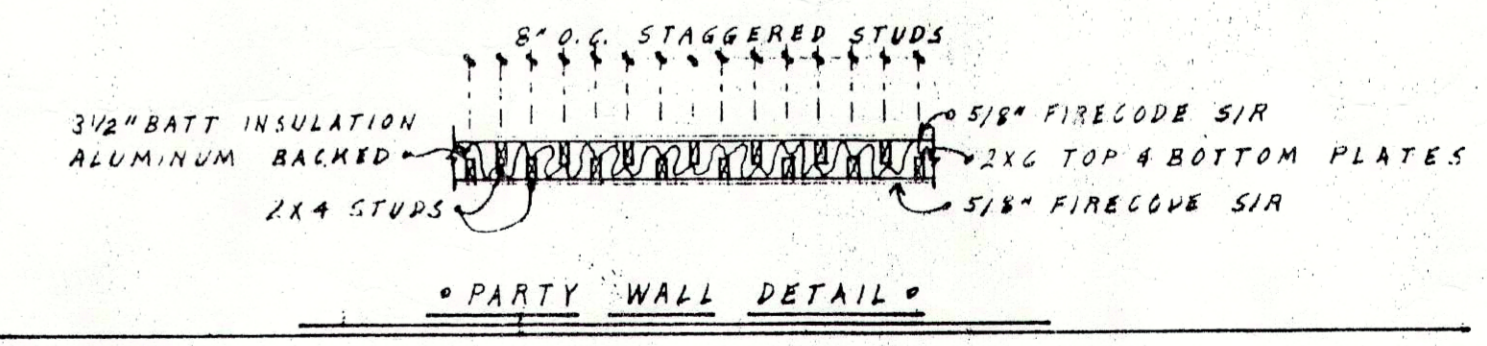 8" O.C. STAGGERED STUDS
3 1/2" BATT INSULATION
ALUMINUM BACKED
2X4 STUDS
5/8" FIRECODE S/R
2X6 TOP & BOTTOM PLATES
5/8" FIRECODE S/R
• PARTY WALL DETAIL •